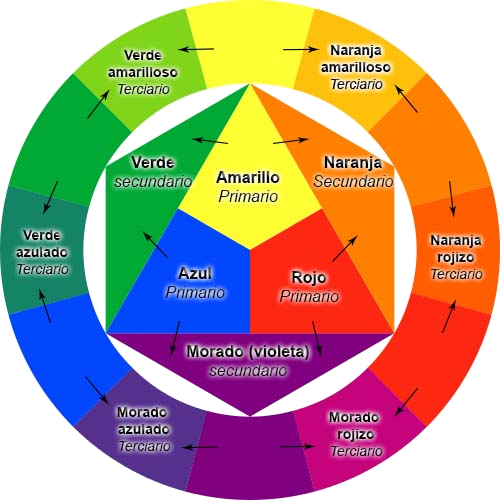 Verde
amarilloso
Terciario
Naranja
amarilloso
Terciario
Verde
secundario
Amarillo
Primario
Naranja
Secundario
Verde
azulado
Terciario
Azul
Primario
Rojo
Primario
Naranja
rojizo
Terciario
Morado (violeta)
secundario
Morado
azulado
Terciario
Morado
rojizo
Terciario